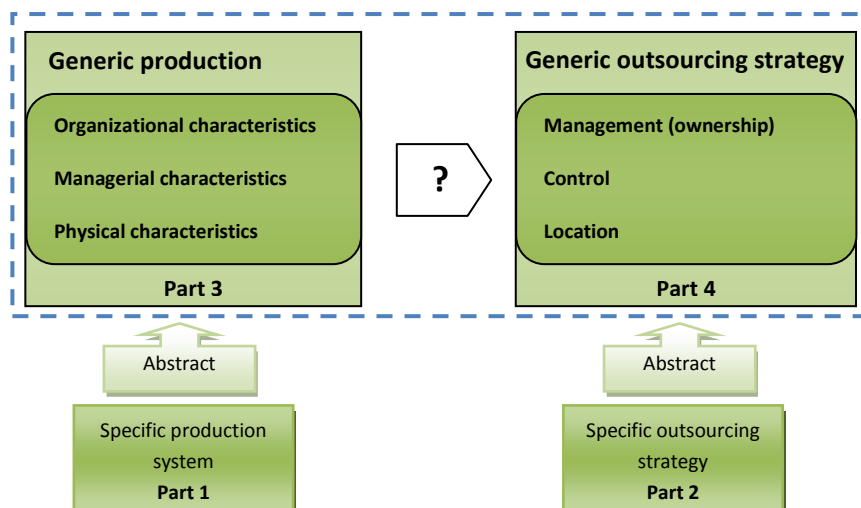 Generic production
Organizational characteristics
Managerial characteristics
Physical characteristics
Part 3
?
Generic outsourcing strategy
Management (ownership)
Control
Location
Part 4
Abstract
Specific production
system
Part 1
Abstract
Specific outsourcing
strategy
Part 2